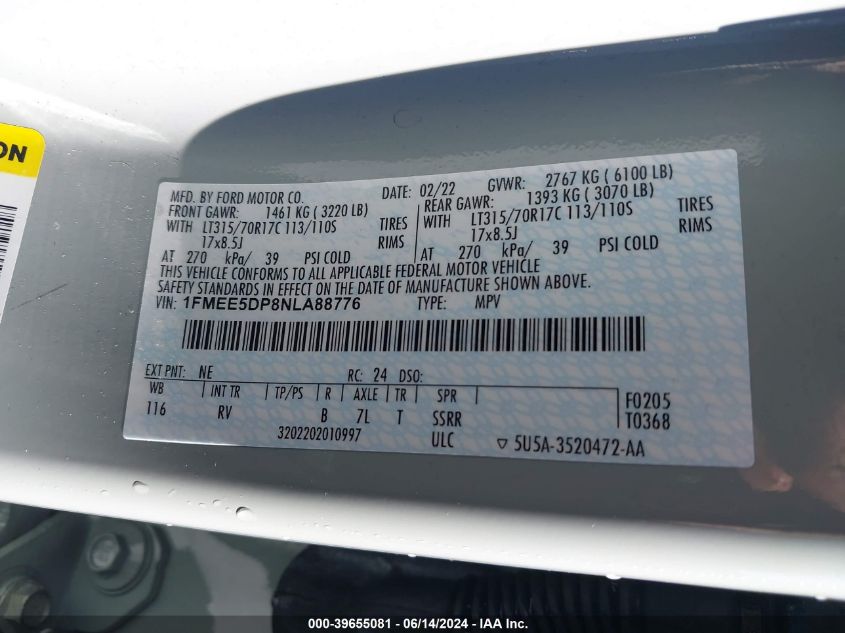 ON
MFD. BY FORD MOTOR CO. DATE: 02/22 GVWR: 2767 KG ( 6100 LB)
FRONT GAWR: 1461 KG ( 3220 LB) REAR GAWR: 1393 KG ( 3070 LB)
WITH LT315/70R17C 113/110S TIRES WITH LT315/70R17C 113/110S TIRES
17x8.5J RIMS 17x8.5J RIMS
AT 270 kPa/ 39 PSI COLD AT 270 kPa/ 39 PSI COLD
THIS VEHICLE CONFORMS TO ALL APPLICABLE FEDERAL MOTOR VEHICLE
SAFETY STANDARDS IN EFFECT ON THE DATE OF MANUFACTURE SHOWN ABOVE.
VIN: 1FMEE5DP8NLA88776 TYPE: MPV
EXT PNT: NE RC: 24 DSO:
WB INT TR TP/PS R AXLE TR SPR F0205
116 RV B 7L T SSRR T0368
3202202010997 ULC ▽ 5U5A-3520472-AA
000-39655081 - 06/14/2024 - IAA, Inc.